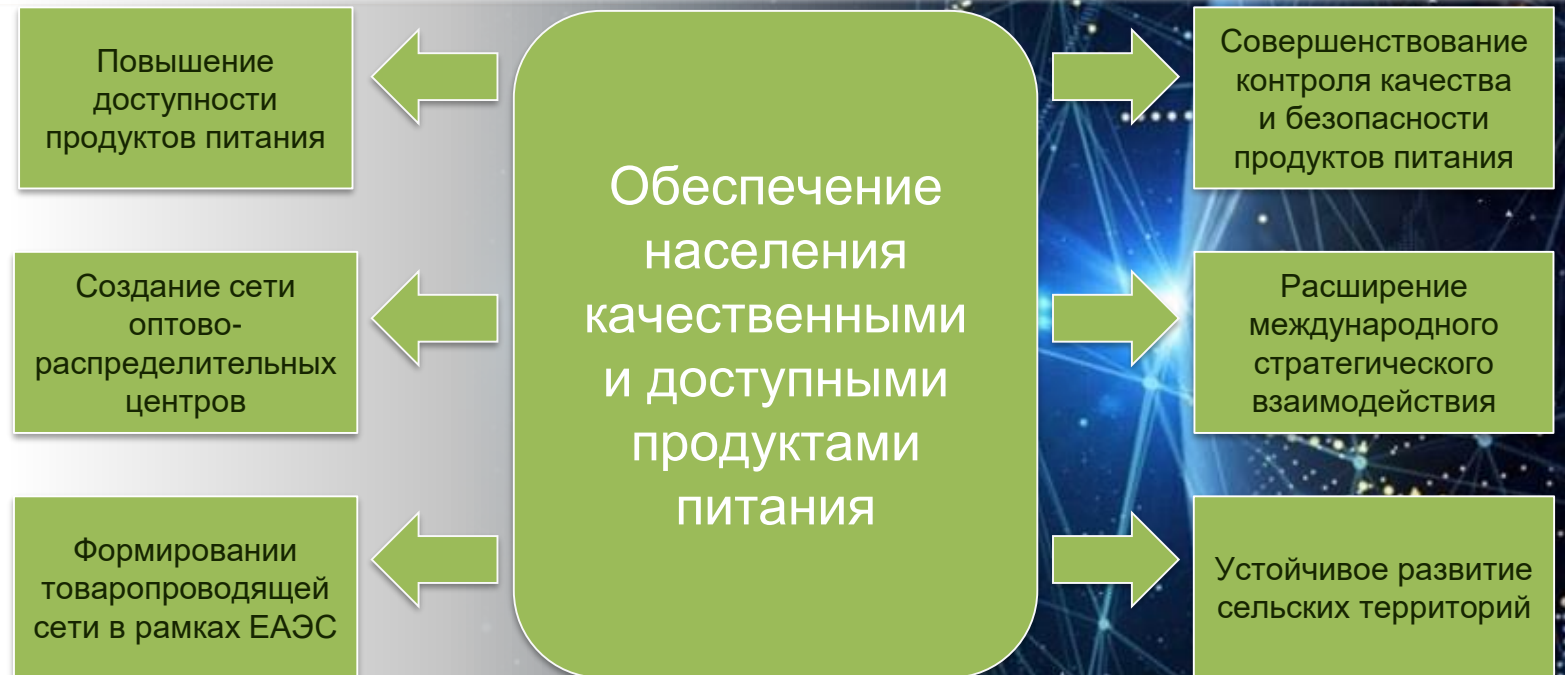 Повышение
доступности
продуктов питания
Создание сети
оптово-
распределительных
центров
Формировании
товаропроводящей
сети в рамках ЕАЭС
Обеспечение
населения
качественными
и доступными
продуктами
питания
Совершенствование
контроля качества
и безопасности
продуктов питания
Расширение
международного
стратегического
взаимодействия
Устойчивое развитие
сельских территорий